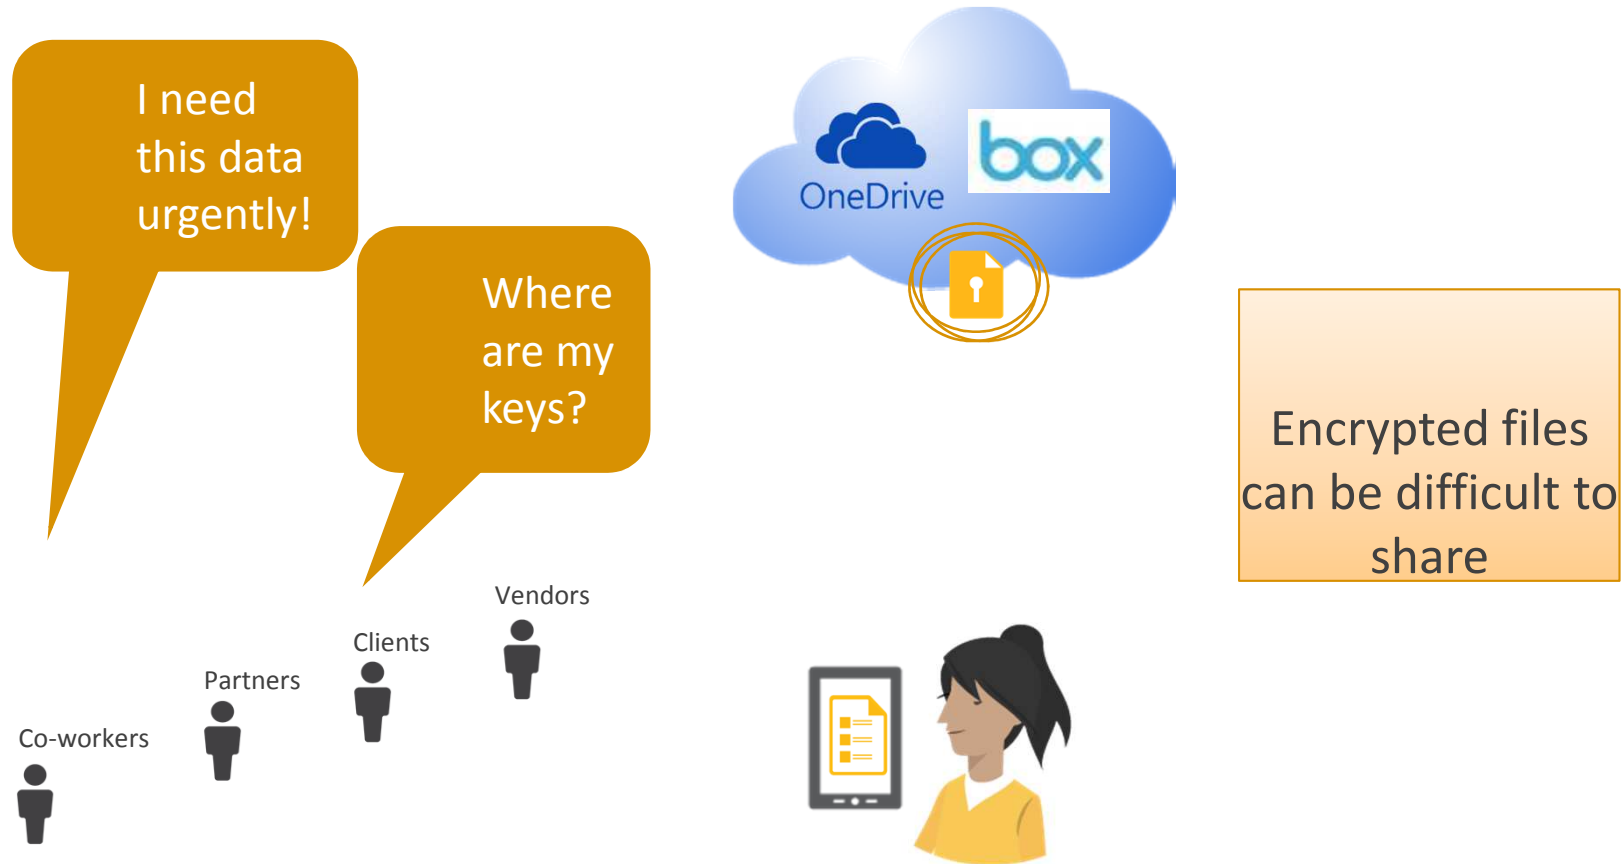 I need
this data
urgently!
Where
are my
keys?
OneDrive
box
Encrypted files
can be difficult to
share
Vendors
Clients
Partners
Co-workers